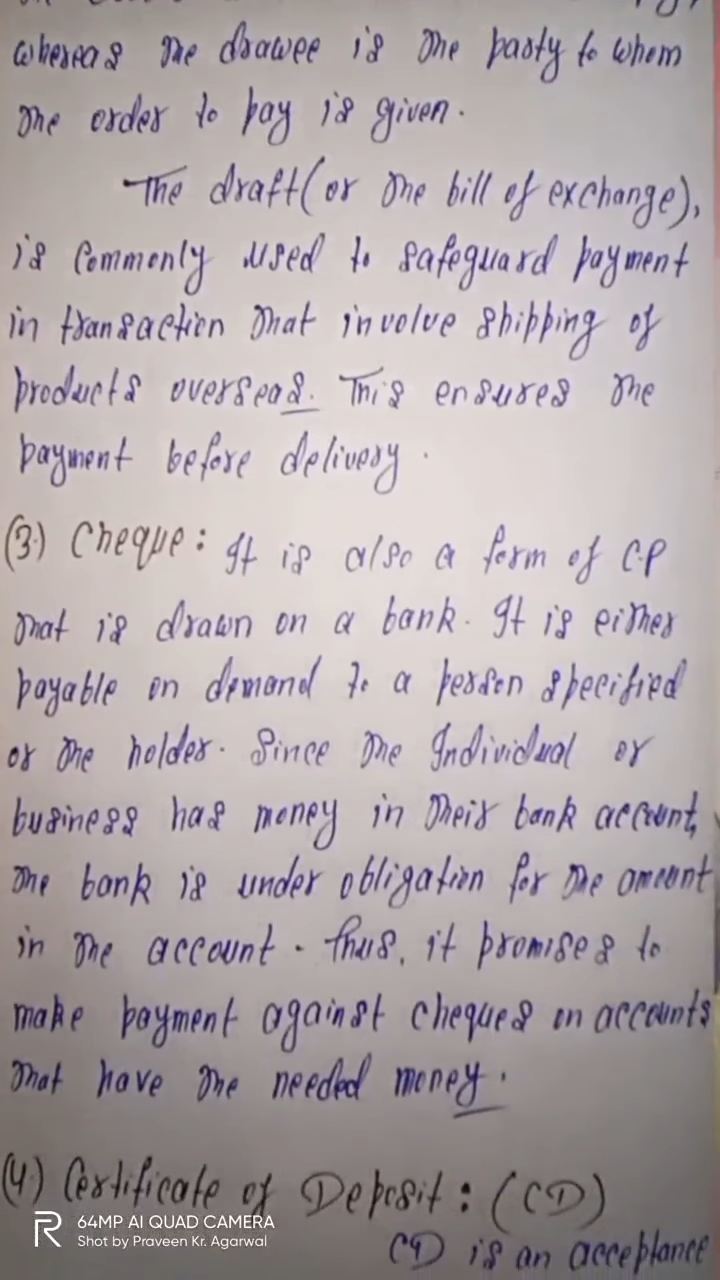 whereas the drawee is the party to whom
the order to pay is given.
The draft (or the bill of exchange),
is commonly used to safeguard payment
in transaction that involve shipping of
products overseas. This ensures the
payment before delivery.
(3) Cheque: It is also a form of C.P
that is drawn on a bank. It is either
payable on demand to a person specified
or the holder. Since the Individual or
business has money in their bank account,
the bank is under obligation for the amount
in the account. Thus, it promises to
make payment against cheques on accounts
that have the needed money.
(4) Certificate of Deposit: (CD)
CD is an acceptance
64MP AI QUAD CAMERA
Shot by Praveen Kr. Agarwal